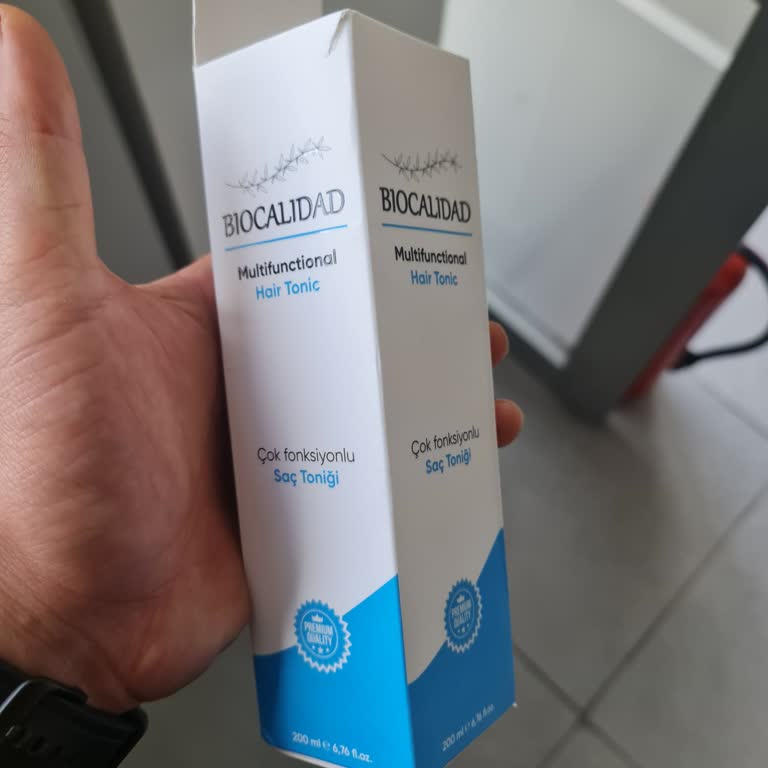 BIOCALIDAD
Multifunctional
Hair Tonic
Çok fonksiyonlu
Saç Toniği
PREMIUM
QUALITY
200 ml ℮ 6,76 fl.oz.
BIOCALIDAD
Multifunctional
Hair Tonic
Çok fonksiyonlu
Saç Toniği
PREMIUM
QUALITY
200 ml ℮ 6,76 fl.oz.